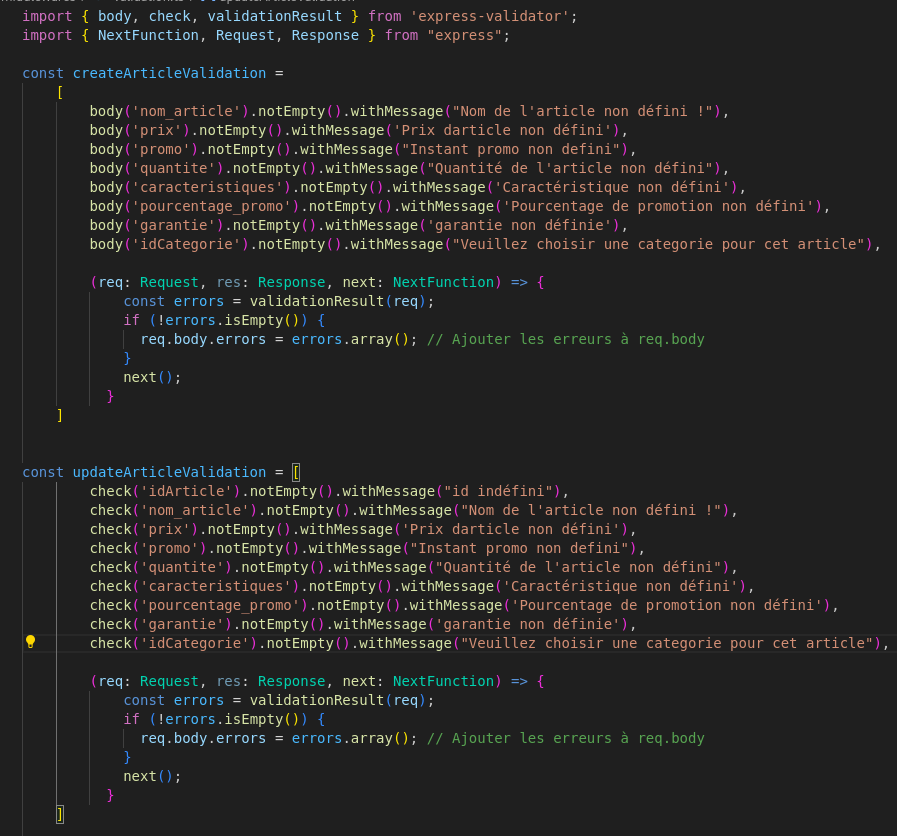 import { body, check, validationResult } from 'express-validator';
import { NextFunction, Request, Response } from "express";
const createArticleValidation =
[
body('nom_article').notEmpty().withMessage("Nom de l'article non défini !"),
body('prix').notEmpty().withMessage('Prix darticle non défini'),
body('promo').notEmpty().withMessage("Instant promo non defini"),
body('quantite').notEmpty().withMessage("Quantité de l'article non défini"),
body('caracteristiques').notEmpty().withMessage('Caractéristique non défini'),
body('pourcentage_promo').notEmpty().withMessage('Pourcentage de promotion non défini'),
body('garantie').notEmpty().withMessage('garantie non définie'),
body('idCategorie').notEmpty().withMessage("Veuillez choisir une categorie pour cet article"),
(req: Request, res: Response, next: NextFunction) => {
const errors = validationResult(req);
if (!errors.isEmpty()) {
req.body.errors = errors.array(); // Ajouter les erreurs à req.body
}
next();
}
]
const updateArticleValidation = [
check('idArticle').notEmpty().withMessage("id indéfini"),
check('nom_article').notEmpty().withMessage("Nom de l'article non défini !"),
check('prix').notEmpty().withMessage('Prix darticle non défini'),
check('promo').notEmpty().withMessage("Instant promo non defini"),
check('quantite').notEmpty().withMessage("Quantité de l'article non défini"),
check('caracteristiques').notEmpty().withMessage('Caractéristique non défini'),
check('pourcentage_promo').notEmpty().withMessage('Pourcentage de promotion non défini'),
check('garantie').notEmpty().withMessage('garantie non définie'),
check('idCategorie').notEmpty().withMessage("Veuillez choisir une categorie pour cet article"),
(req: Request, res: Response, next: NextFunction) => {
const errors = validationResult(req);
if (!errors.isEmpty()) {
req.body.errors = errors.array(); // Ajouter les erreurs à req.body
}
next();
}
]